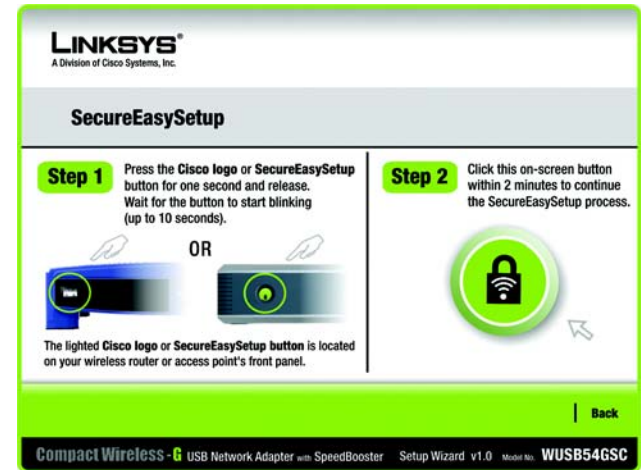 LINKSYS®
A Division of Cisco Systems, Inc.
SecureEasySetup
Step 1
Press the Cisco logo or SecureEasySetup
button for one second and release.
Wait for the button to start blinking
(up to 10 seconds).
OR
The lighted Cisco logo or SecureEasySetup button is located
on your wireless router or access point's front panel.
Step 2
Click this on-screen button
within 2 minutes to continue
the SecureEasySetup process.
Back
Compact Wireless-G USB Network Adapter with SpeedBooster Setup Wizard v1.0 Model No. WUSB54GSC